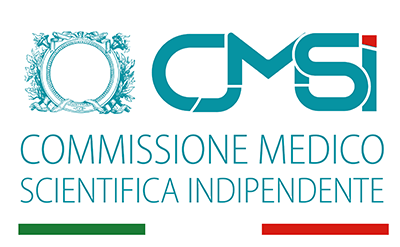 CMSi
COMMISSIONE MEDICO
SCIENTIFICA INDIPENDENTE